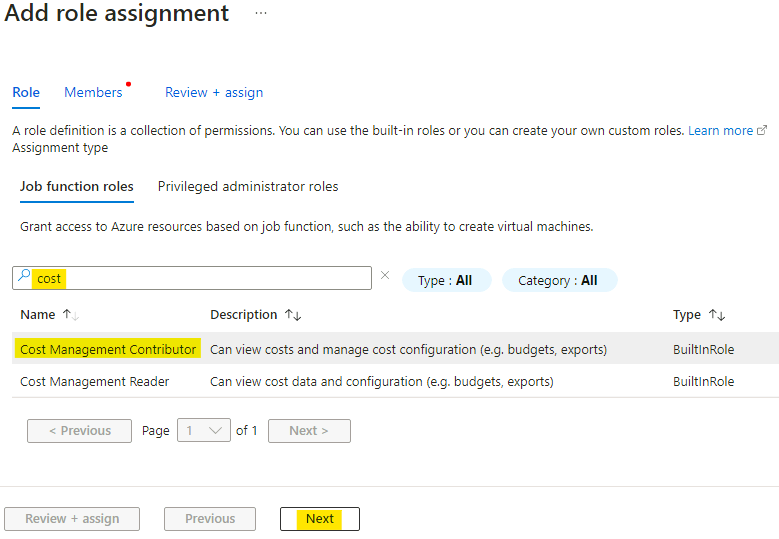 Add role assignment ...
Role Members Review + assign
A role definition is a collection of permissions. You can use the built-in roles or you can create your own custom roles. Learn more
Assignment type
Job function roles Privileged administrator roles
Grant access to Azure resources based on job function, such as the ability to create virtual machines.
cost Type : All Category : All
Name ↑↓ Description ↑↓ Type ↑↓
Cost Management Contributor Can view costs and manage cost configuration (e.g. budgets, exports) BuiltInRole
Cost Management Reader Can view cost data and configuration (e.g. budgets, exports) BuiltInRole
< Previous Page 1 of 1 Next >
Review + assign Previous Next